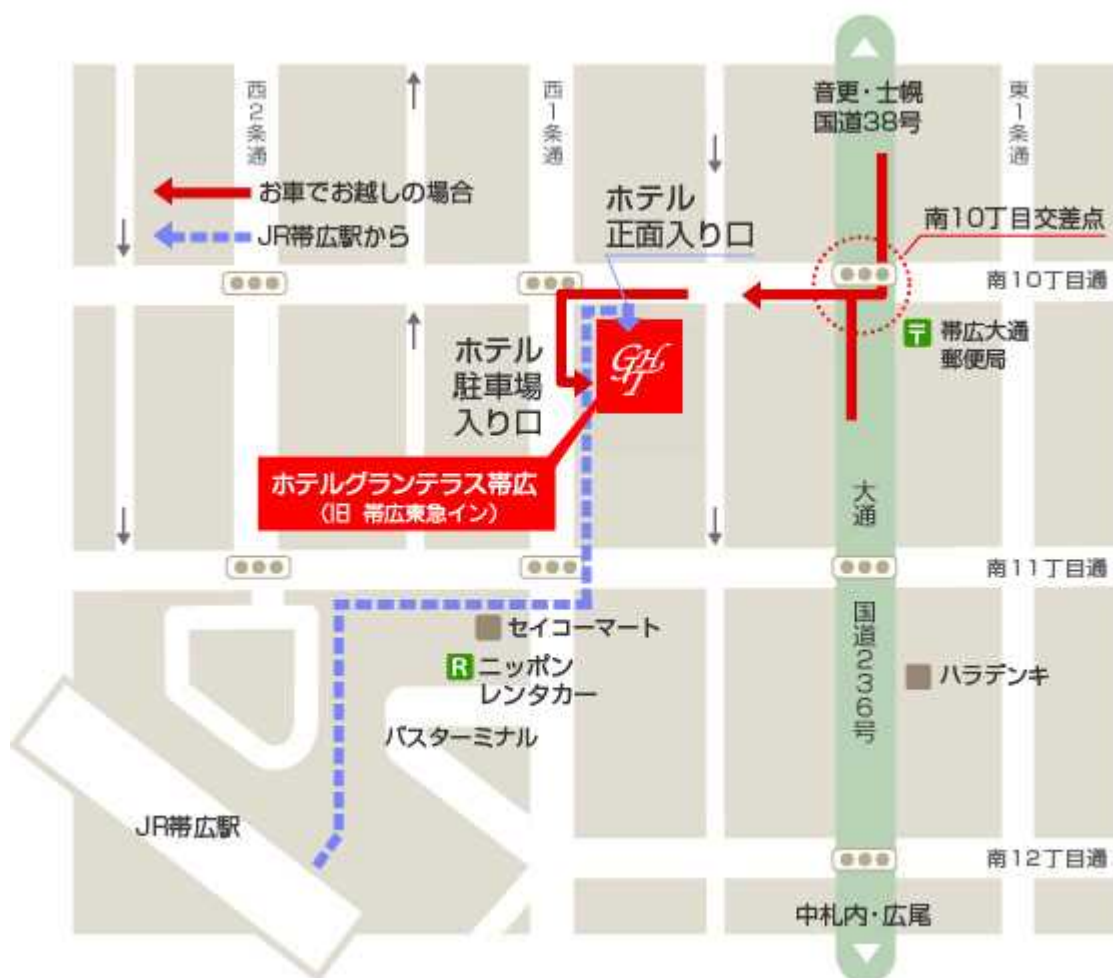 音更・士幌
国道38号
西2条通
西1条通
東1条通
お車でお越しの場合
JR帯広駅から
ホテル
正面入り口
南10丁目交差点
南10丁目通
帯広大通
郵便局
ホテル
駐車場
入り口
GHT
ホテルグランテラス帯広
(旧 帯広東急イン)
大通
南11丁目通
国道236号
セイコーマート
R ニッポン
レンタカー
ハラデンキ
バスターミナル
JR帯広駅
南12丁目通
中札内・広尾